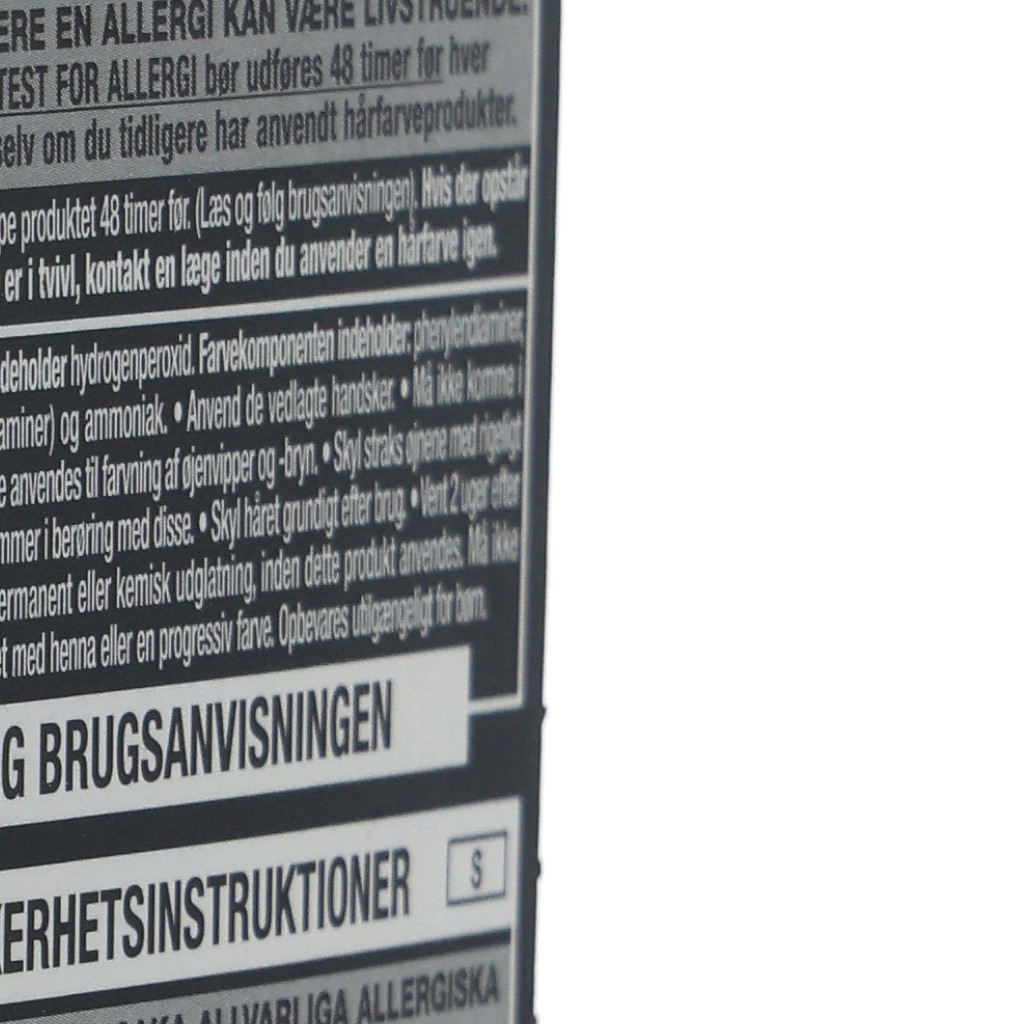 ERE EN ALLERGI KAN VÆRE LIVSTRUENDE.
TEST FOR ALLERGI bør udføres 48 timer før hver
selv om du tidligere har anvendt hårfarveprodukter.
pe produktet 48 timer før. (Læs og følg brugsanvisningen). Hvis der opstår
er i tvivl, kontakt en læge inden du anvender en hårfarve igen.
deholder hydrogenperoxid. Farvekomponenten indeholder: phenylendiaminer
aminer) og ammoniak. • Anvend de vedlagte handsker. • Må ikke komme i
e anvendes til farvning af øjenvipper og -bryn. • Skyl straks øjnene med rigeligt
mmer i berøring med disse. • Skyl håret grundigt efter brug. • Vent 2 uger efter
ermanent eller kemisk udglatning, inden dette produkt anvendes. Må ikke
t med henna eller en progressiv farve. Opbevares utilgængeligt for børn.
G BRUGSANVISNINGEN
KERHETSINSTRUKTIONER S
ALLVARLIGA ALLERGISKA